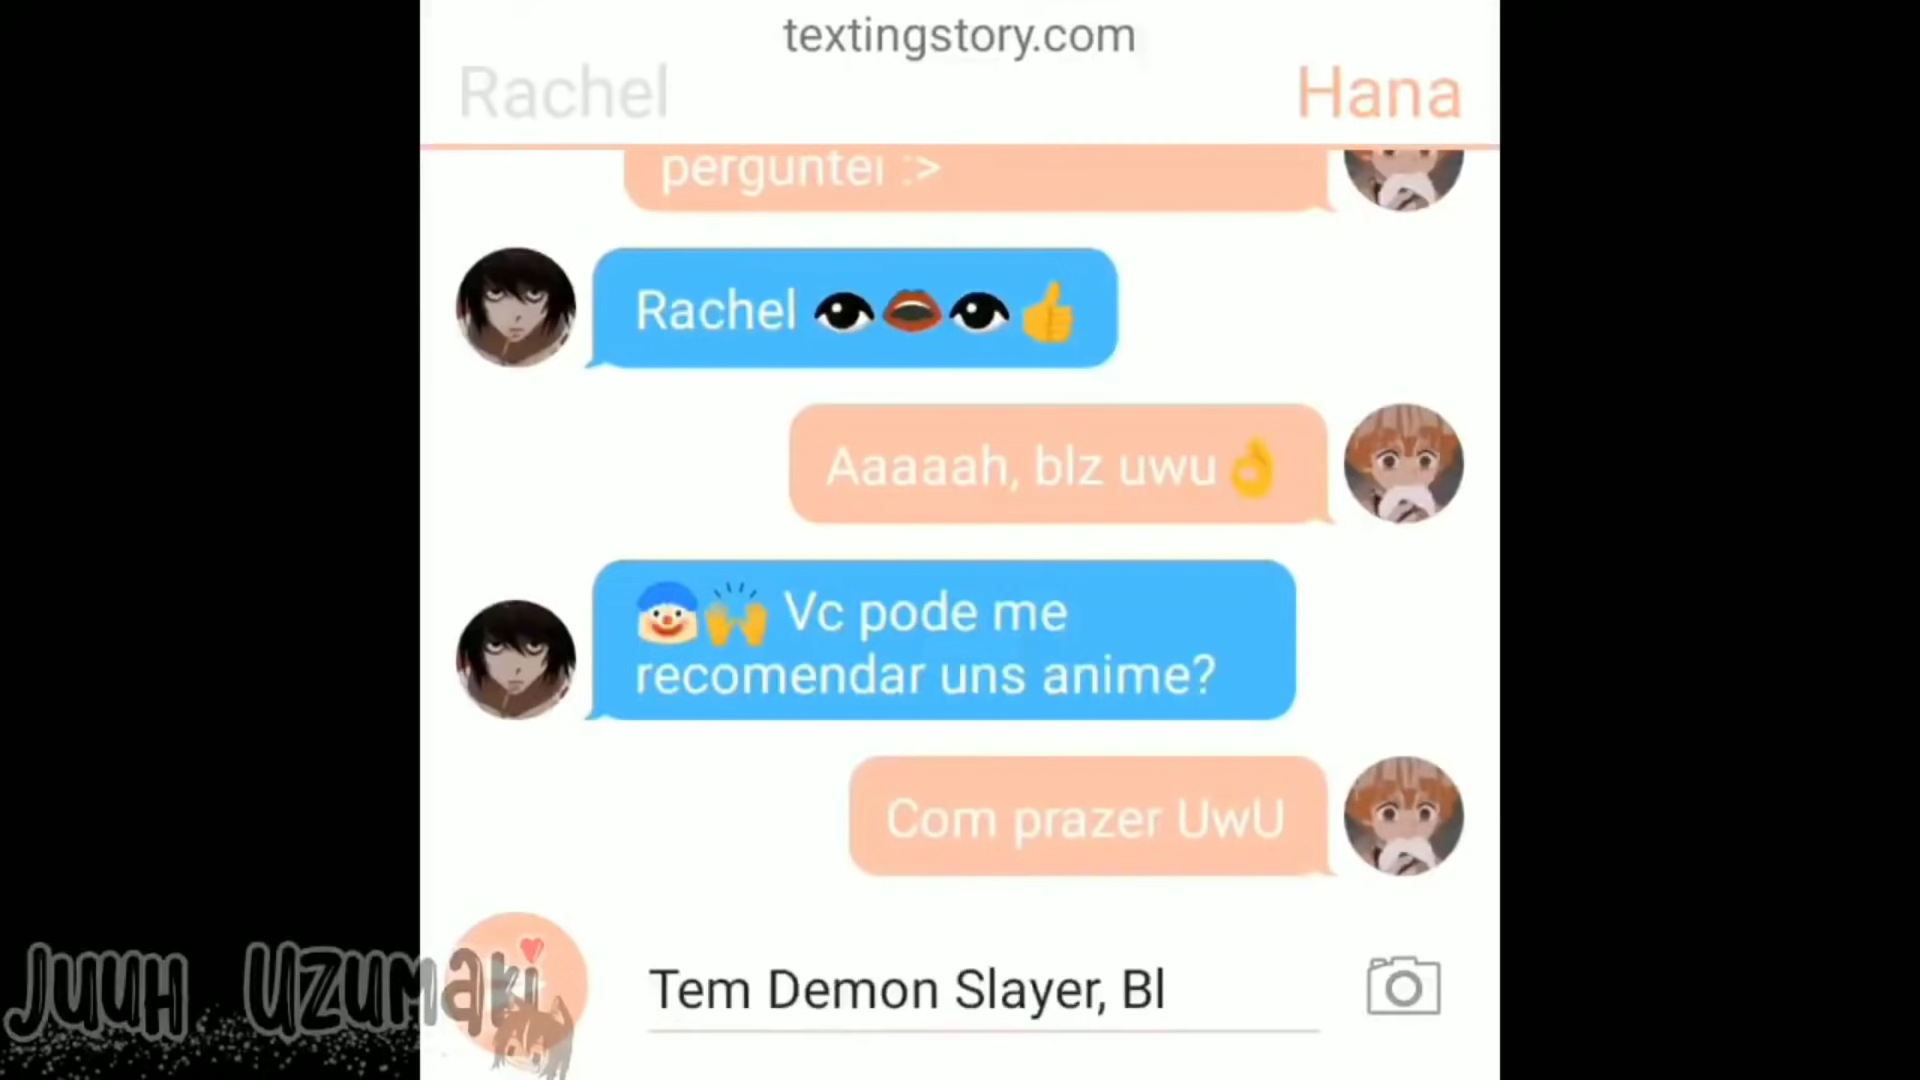 textingstory.com
Rachel
Hana
perguntei :>
Rachel 👁️👄👁️👍
Aaaaah, blz uwu👌
🤡🙌 Vc pode me
recomendar uns anime?
Com prazer UwU
Tem Demon Slayer, Bl
Juuh Uzumaki